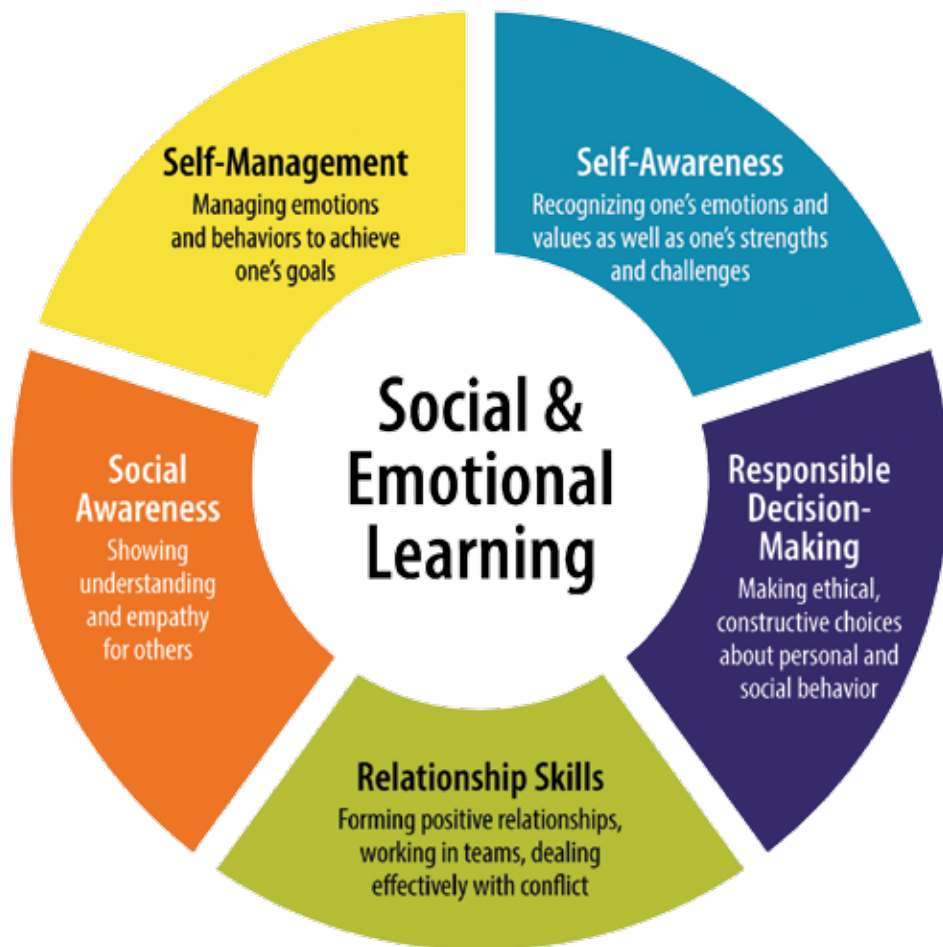 Self-Management
Managing emotions
and behaviors to achieve
one's goals
Self-Awareness
Recognizing one's emotions and
values as well as one's strengths
and challenges
Social &
Emotional
Learning
Social
Awareness
Showing
understanding
and empathy
for others
Responsible
Decision-
Making
Making ethical,
constructive choices
about personal and
social behavior
Relationship Skills
Forming positive relationships,
working in teams, dealing
effectively with conflict